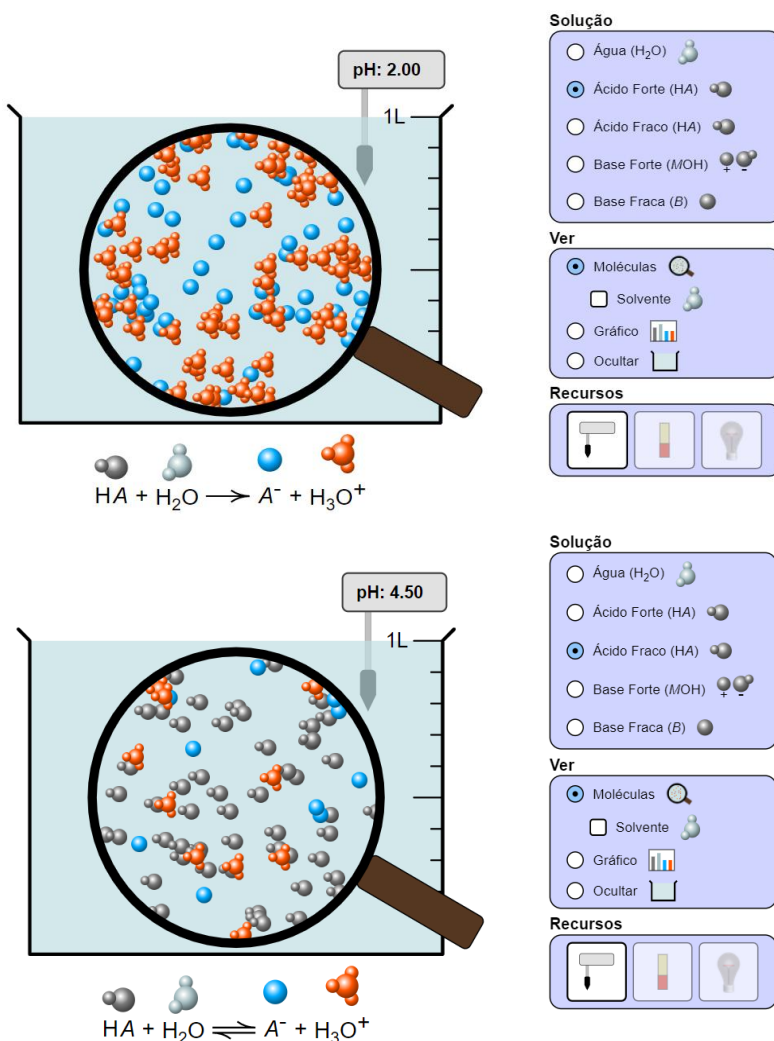 Solução
pH: 2.00
1L
Água (H₂O)
Ácido Forte (HA)
Ácido Fraco (HA)
Base Forte (MOH)
+ -
Base Fraca (B)
Ver
Moléculas
Solvente
Gráfico
Ocultar
Recursos
HA + H₂O → A⁻ + H₃O⁺
Solução
pH: 4.50
1L
Água (H₂O)
Ácido Forte (HA)
Ácido Fraco (HA)
Base Forte (MOH)
+ -
Base Fraca (B)
Ver
Moléculas
Solvente
Gráfico
Ocultar
Recursos
HA + H₂O ⇌ A⁻ + H₃O⁺